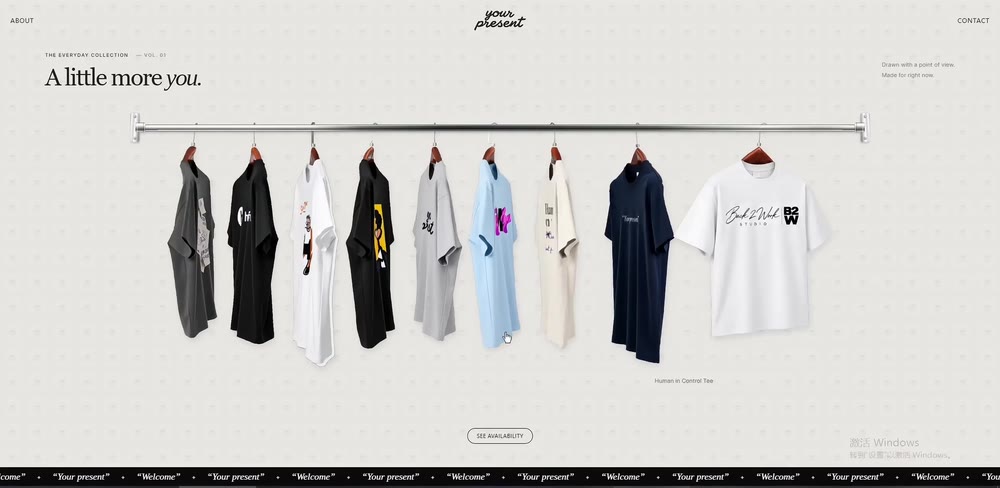 ABOUT
your
present
CONTACT
THE EVERYDAY COLLECTION — VOL. 01
A little more you.
Drawn with a point of view.
Made for right now.
Back 2 Work
STUDIO
B2
W
Human in Control Tee
SEE AVAILABILITY
激活 Windows
转到"设置"以激活 Windows。
lcome” • “Your present” • “Welcome” • “Your present” • “Welcome” • “Your present” • “Welcome” • “Your present” • “Welcome” • “Your present” • “Welcome” • “Your present” • “Welcome” • “You